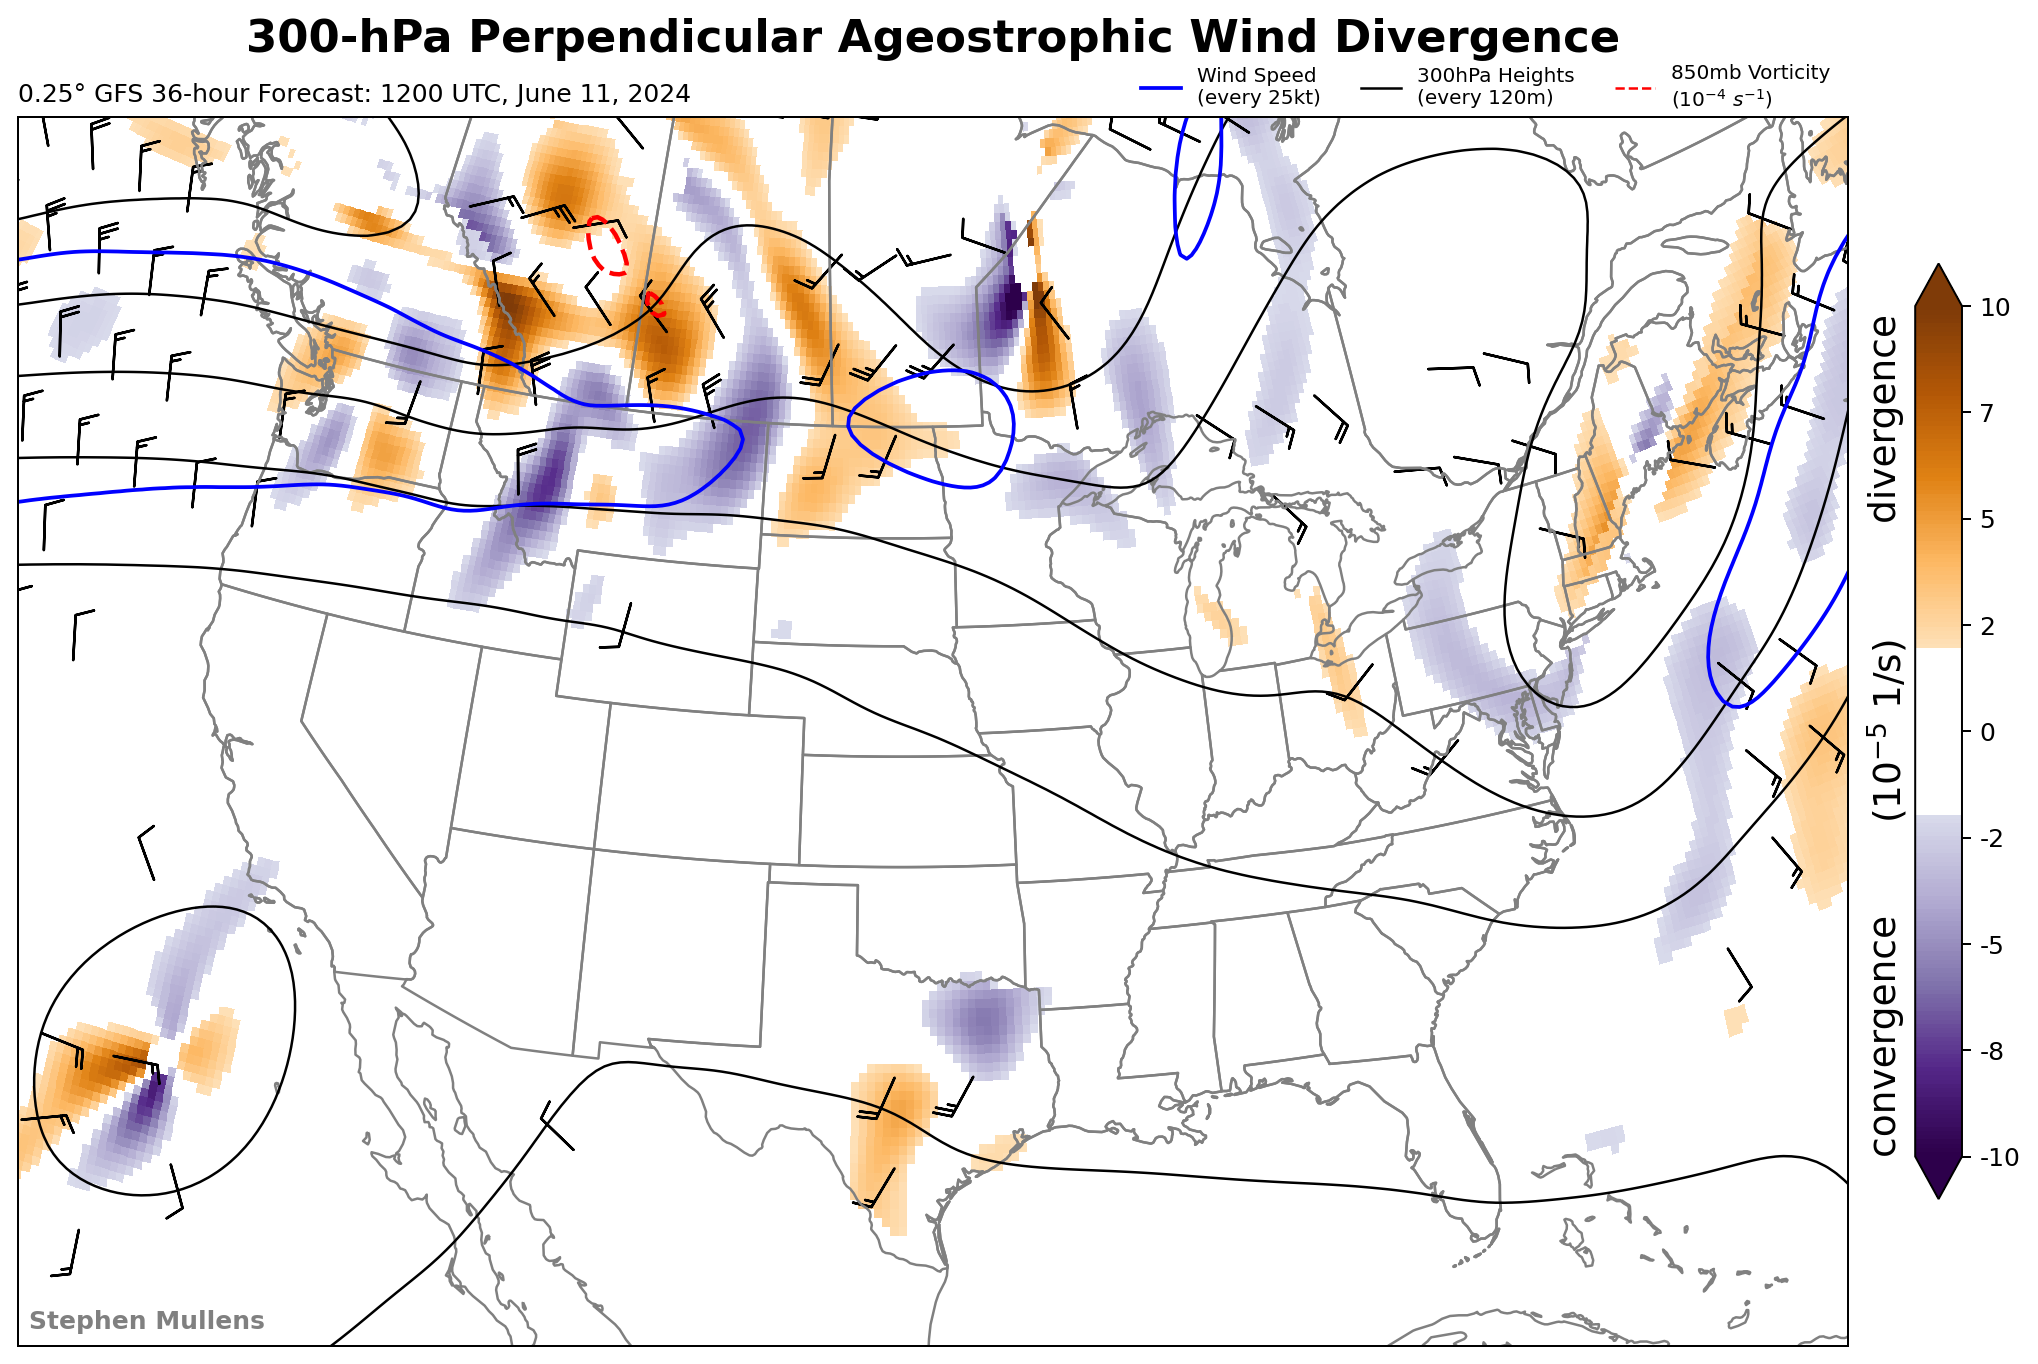 300-hPa Perpendicular Ageostrophic Wind Divergence
0.25° GFS 36-hour Forecast: 1200 UTC, June 11, 2024
Wind Speed
(every 25kt)
300hPa Heights
(every 120m)
850mb Vorticity
(10⁻⁴ s⁻¹)
10
7
5
2
0
-2
-5
-8
-10
convergence (10⁻⁵ 1/s) divergence
Stephen Mullens